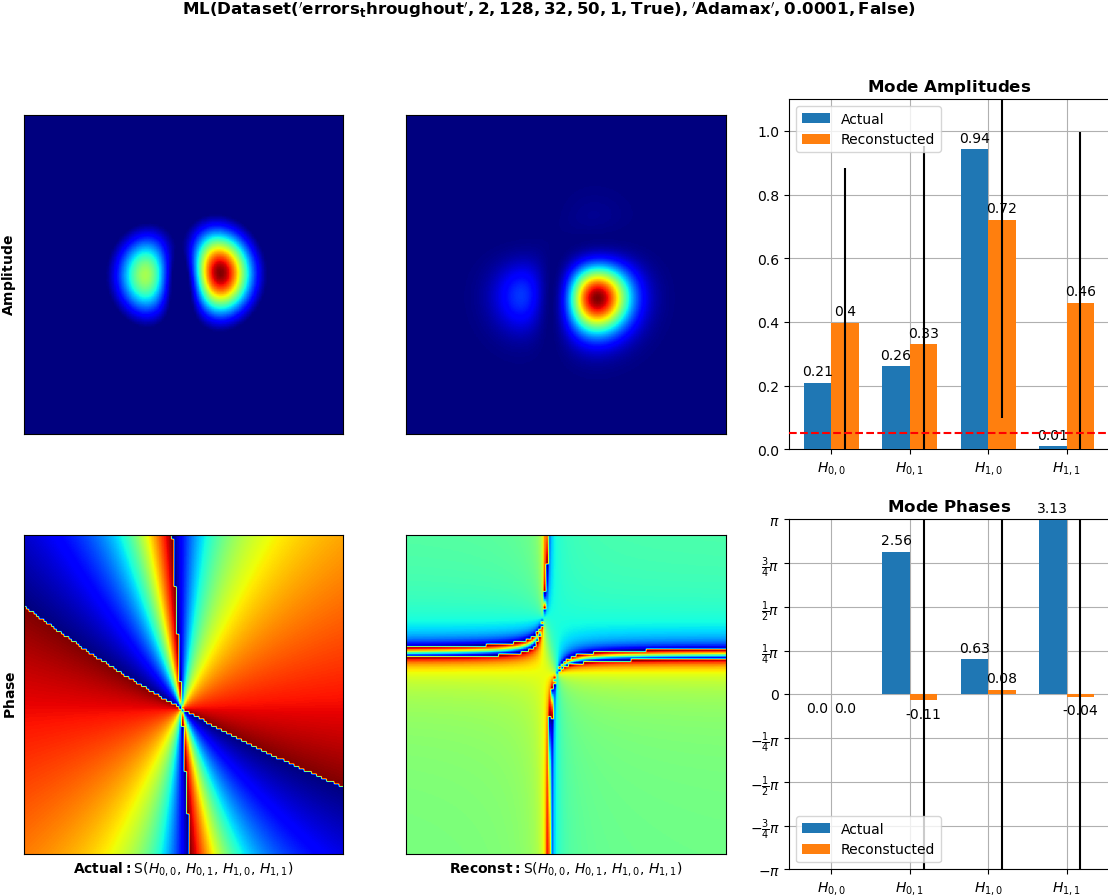 ML(Dataset('errors_throughout', 2, 128, 32, 50, 1, True), 'Adamax', 0.0001, False)
Amplitude
Mode Amplitudes
Actual
Reconstucted
1.0
0.8
0.6
0.4
0.2
0.0
0.21
0.4
0.26
0.33
0.94
0.72
0.01
0.46
H0,0
H0,1
H1,0
H1,1
Phase
Actual: S(H0,0, H0,1, H1,0, H1,1)
Reconst: S(H0,0, H0,1, H1,0, H1,1)
Mode Phases
π
3/4π
1/2π
1/4π
0
−1/4π
−1/2π
−3/4π
−π
0.0
0.0
2.56
-0.11
0.63
0.08
3.13
-0.04
Actual
Reconstucted
H0,0
H0,1
H1,0
H1,1